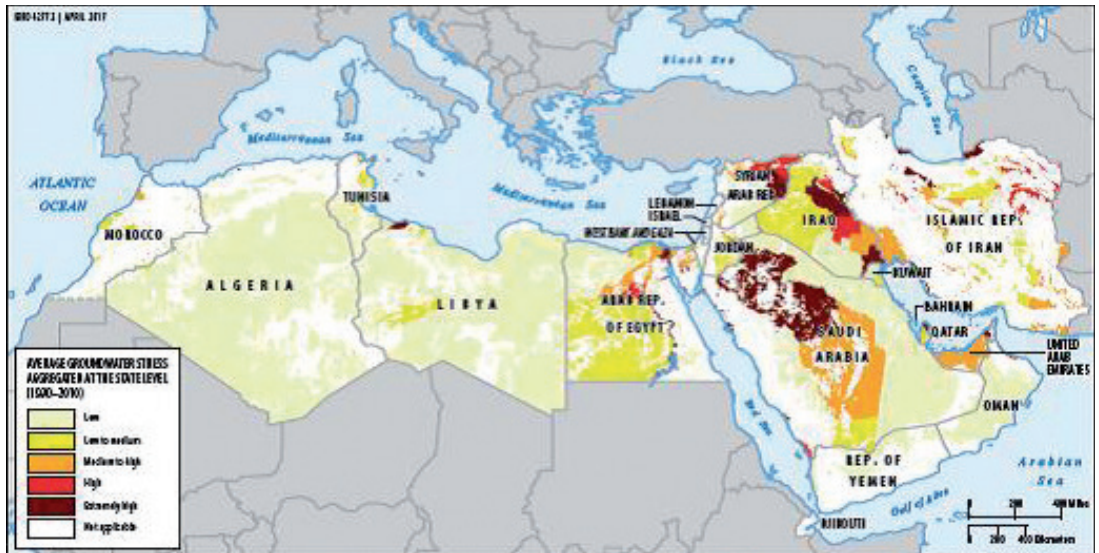 APRIL 2017
Black Sea
Caspian Sea
Mediterranean Sea
ATLANTIC
OCEAN
TUNISIA
Mediterranean Sea
SYRIAN
ARAB REP.
LEBANON
ISRAEL
WEST BANK AND GAZA
IRAQ
ISLAMIC REP.
OF IRAN
MOROCCO
JORDAN
KUWAIT
ALGERIA
LIBYA
ARAB REP.
OF EGYPT
BAHRAIN
QATAR
SAUDI
ARABIA
UNITED
ARAB
EMIRATES
OMAN
Red Sea
REP. OF
YEMEN
Arabian
Sea
Gulf of Aden
DJIBOUTI
AVERAGE GROUNDWATER STRESS
AGGREGATED AT THE STATE LEVEL
(1990–2010)
Low
Low to medium
Medium to high
High
Extremely high
Not applicable
0 200 400 Miles
0 200 400 Kilometers